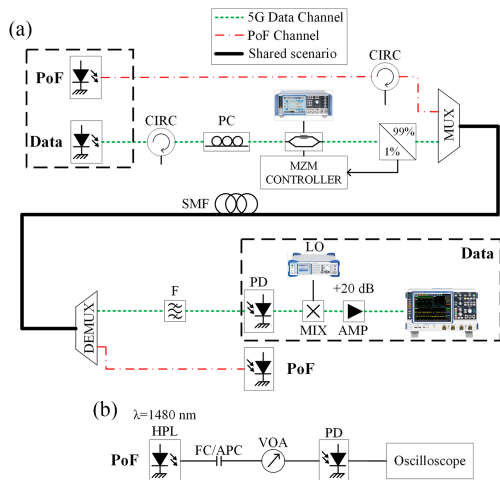 (a)
5G Data Channel
PoF Channel
Shared scenario
PoF
CIRC
Data
CIRC
PC
99%
1%
MUX
MZM
CONTROLLER
SMF
Data
LO
PD
+20 dB
F
MIX
AMP
DEMUX
PoF
(b)
λ=1480 nm
HPL
PoF
FC/APC
VOA
PD
Oscilloscope